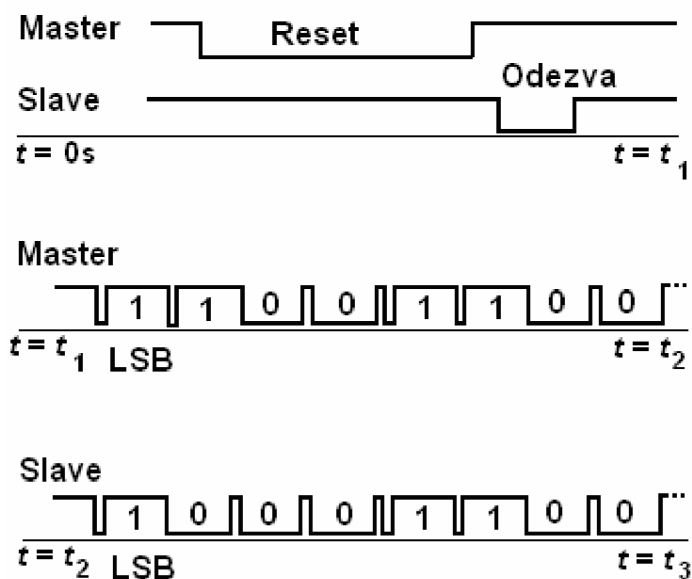 Master Reset
Odezva
Slave
t = 0s t = t1
Master
1 1 0 0 1 1 0 0 ...
t = t1 LSB t = t2
Slave
1 0 0 0 1 1 0 0 ...
t = t2 LSB t = t3